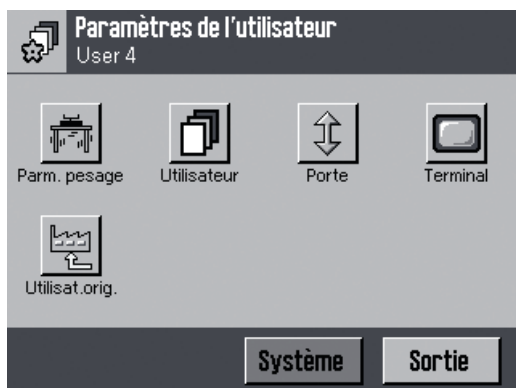 Paramètres de l'utilisateur
User 4
Parm. pesage
Utilisateur
Porte
Terminal
Utilisat.orig.
Système
Sortie